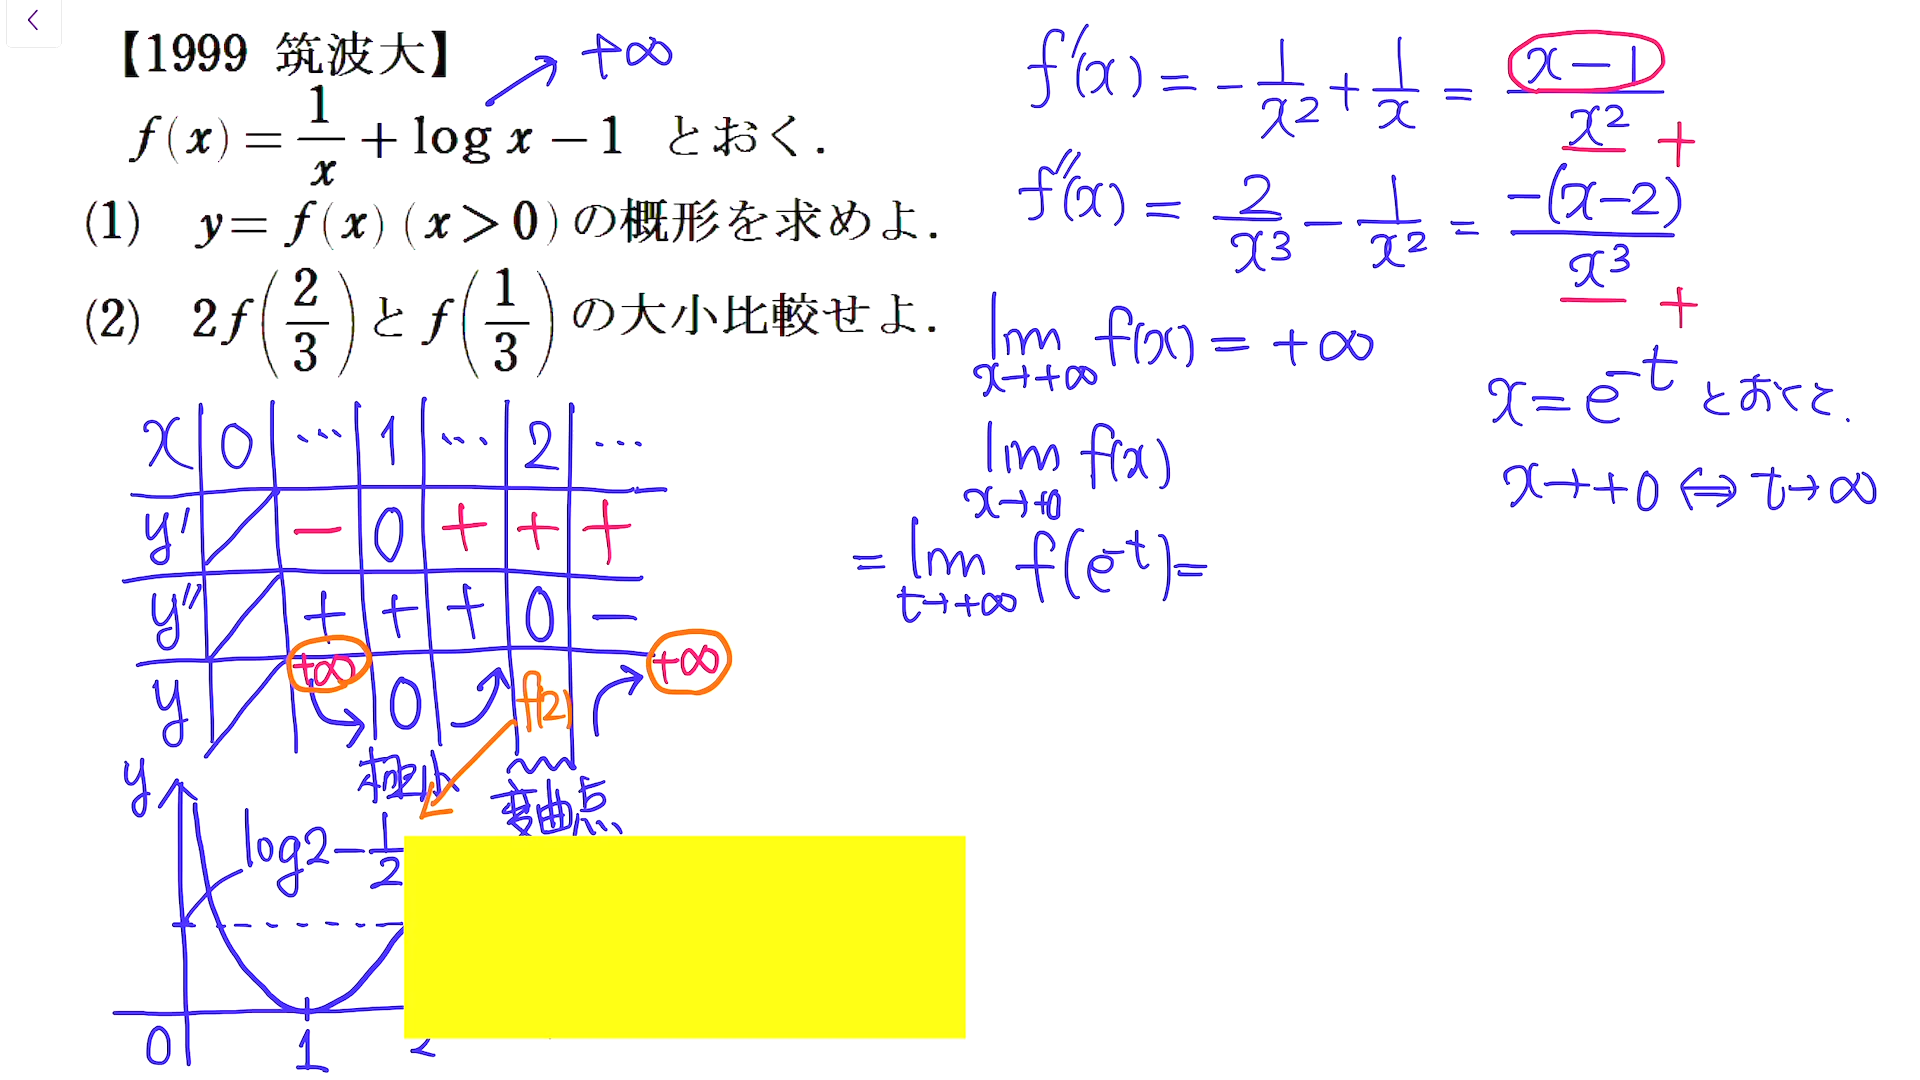 【1999 筑波大】
+∞
f(x) = 1/x + log x − 1 とおく.
(1) y = f(x) (x > 0) の概形を求めよ.
(2) 2f(2/3) と f(1/3) の大小比較せよ.
x 0 … 1 … 2 …
y' − 0 + + +
y'' + + + 0 −
y +∞ 0 f(2) +∞
極小
変曲点
y
log2 − 1/2
0 1 2
f'(x) = − 1/x² + 1/x = x−1/x² +
f''(x) = 2/x³ − 1/x² = −(x−2)/x³ +
lim x→+∞ f(x) = +∞
x = e^−t とおくと.
lim x→+0 f(x)
x→+0 ⇔ t→∞
= lim t→+∞ f(e^−t) =